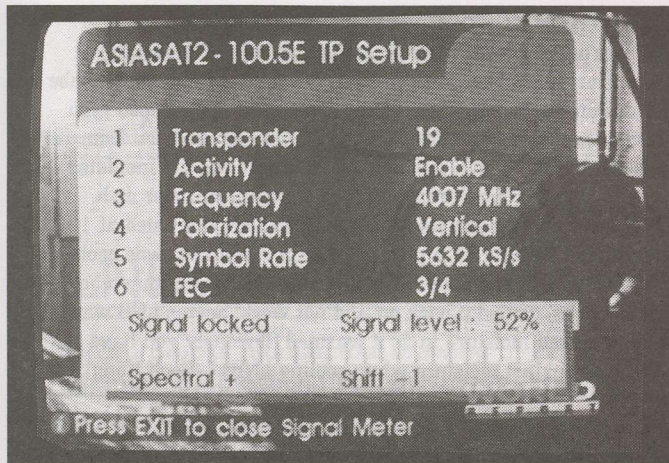 ASIASAT2 - 100.5E TP Setup
1 Transponder 19
2 Activity Enable
3 Frequency 4007 MHz
4 Polarization Vertical
5 Symbol Rate 5632 kS/s
6 FEC 3/4
Signal locked Signal level : 52%
Spectral + Shift -1
Press EXIT to close Signal Meter